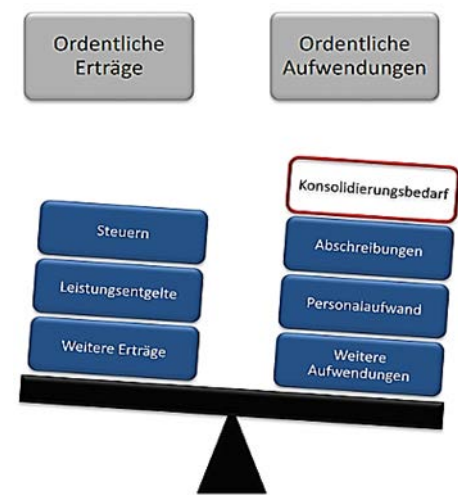 Ordentliche
Erträge
Ordentliche
Aufwendungen
Konsolidierungsbedarf
Steuern
Abschreibungen
Leistungsentgelte
Personalaufwand
Weitere Erträge
Weitere
Aufwendungen